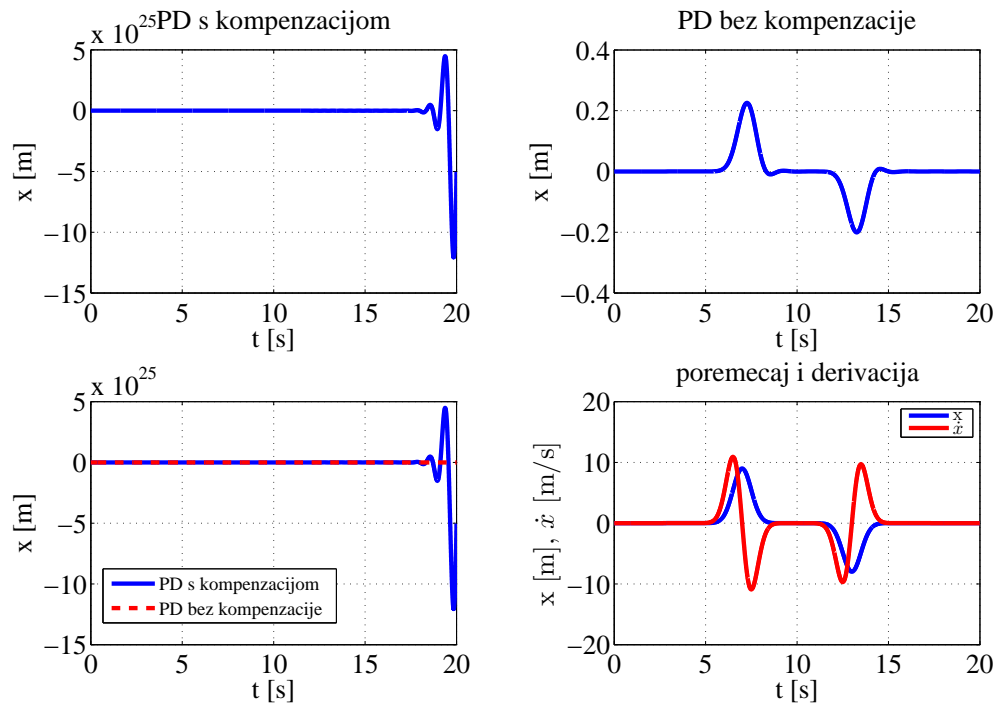 x 10^25 PD s kompenzacijom
5
0
−5
−10
−15
x [m]
0 5 10 15 20
t [s]
PD bez kompenzacije
0.4
0.2
0
−0.2
−0.4
x [m]
0 5 10 15 20
t [s]
x 10^25
5
0
−5
−10
−15
x [m]
PD s kompenzacijom
PD bez kompenzacije
0 5 10 15 20
t [s]
poremecaj i derivacija
20
10
0
−10
−20
x [m], ẋ [m/s]
x
ẋ
0 5 10 15 20
t [s]